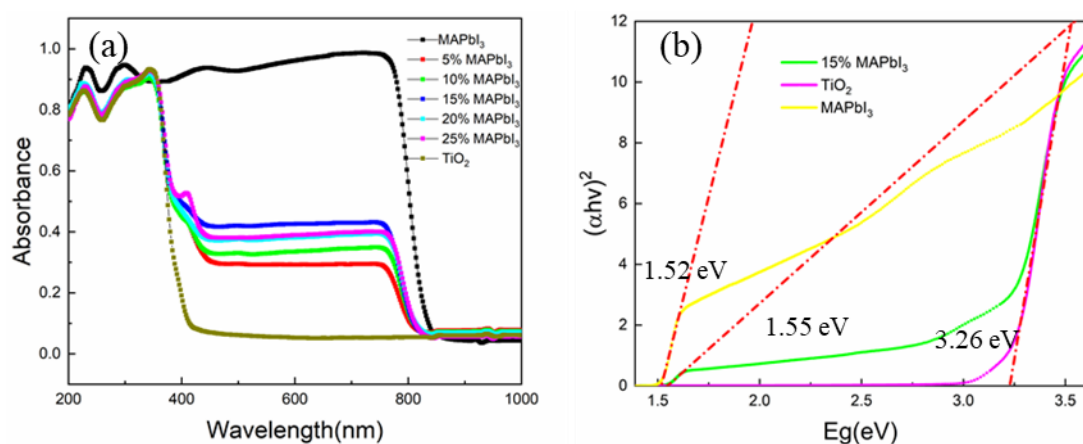 (a)
MAPbI₃
5% MAPbI₃
10% MAPbI₃
15% MAPbI₃
20% MAPbI₃
25% MAPbI₃
TiO₂
1.0
0.8
0.6
0.4
0.2
0.0
Absorbance
200
400
600
800
1000
Wavelength(nm)
(b)
15% MAPbI₃
TiO₂
MAPbI₃
12
10
8
6
4
2
0
(αhv)²
1.52 eV
1.55 eV
3.26 eV
1.5
2.0
2.5
3.0
3.5
Eg(eV)